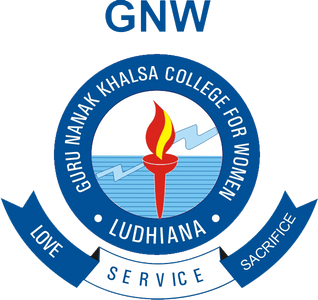 GNW
GURU NANAK KHALSA COLLEGE FOR WOMEN
• LUDHIANA •
LOVE
SERVICE
SACRIFICE